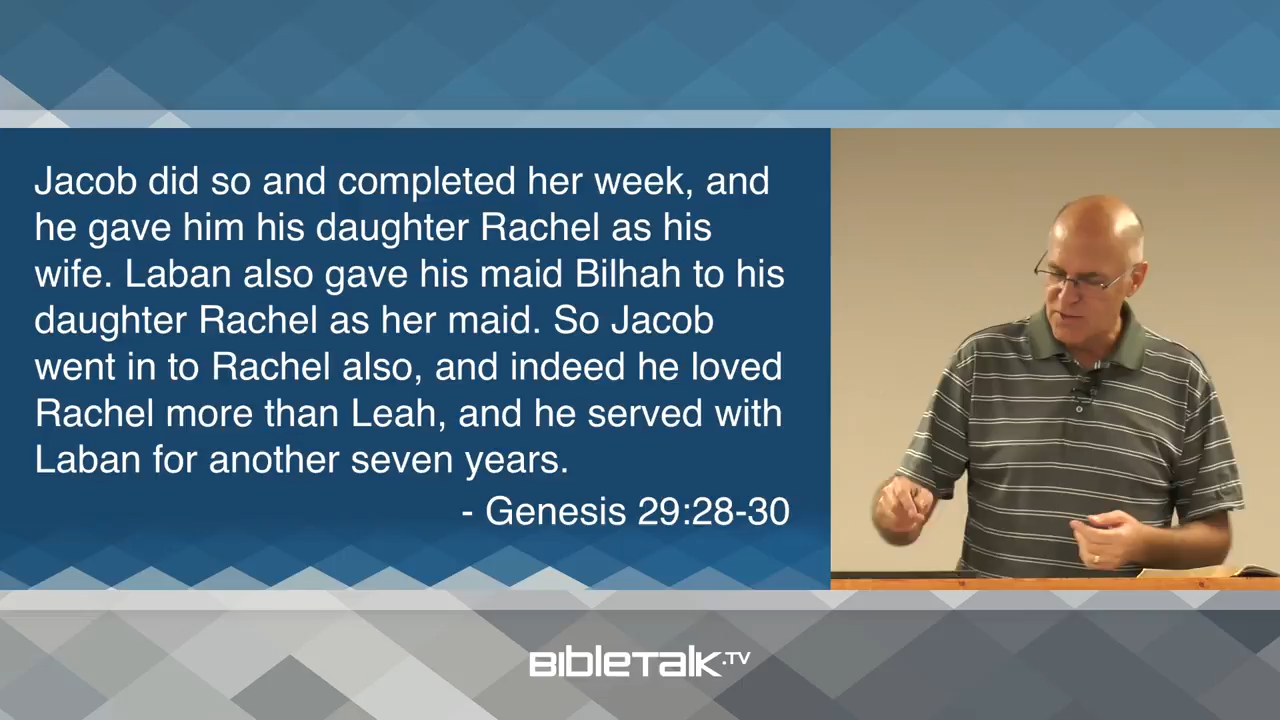 Jacob did so and completed her week, and
he gave him his daughter Rachel as his
wife. Laban also gave his maid Bilhah to his
daughter Rachel as her maid. So Jacob
went in to Rachel also, and indeed he loved
Rachel more than Leah, and he served with
Laban for another seven years.
- Genesis 29:28-30
BIBLETALK.TV